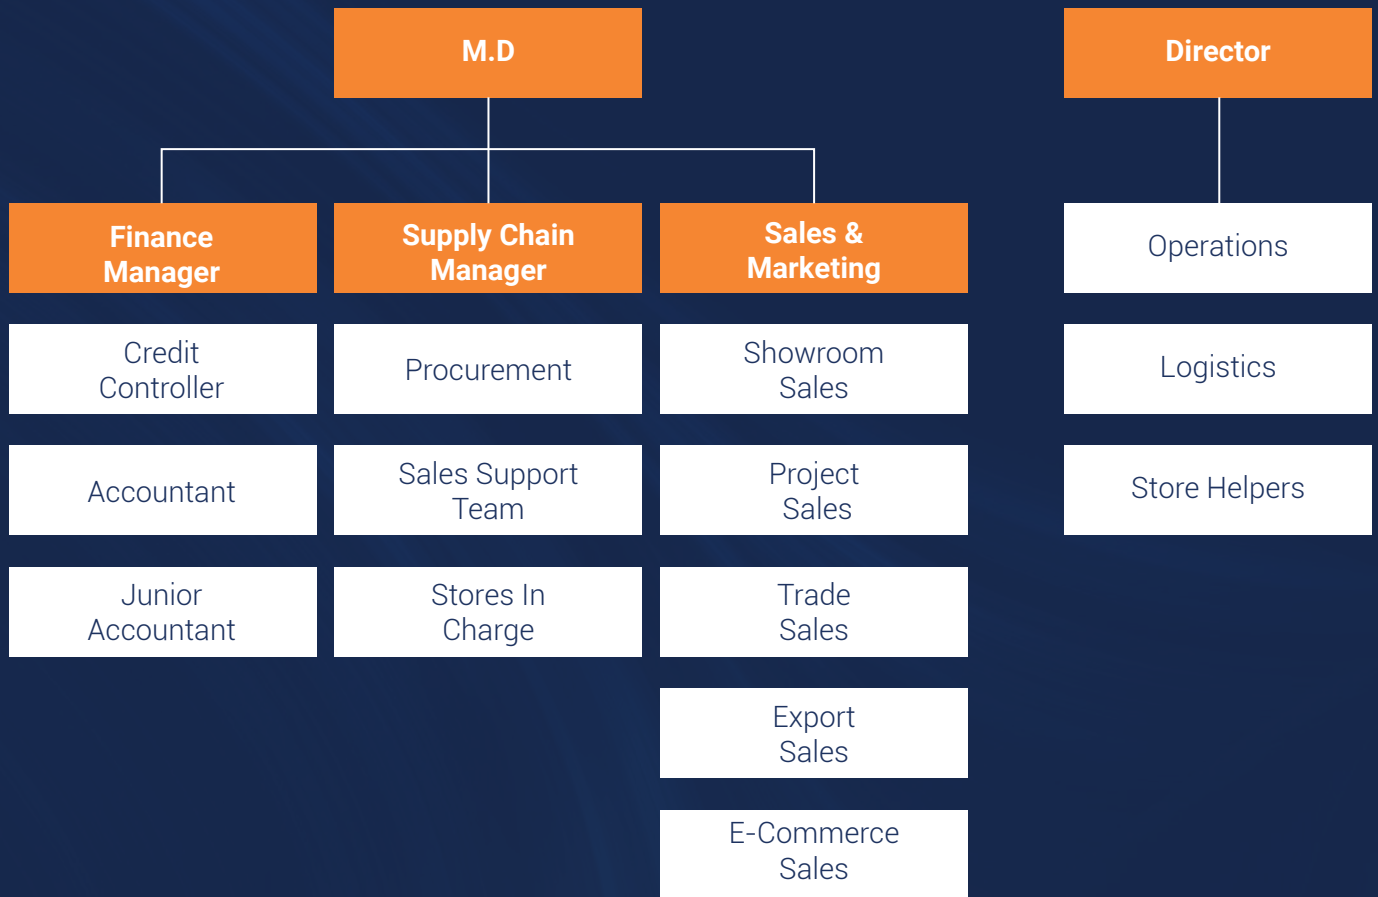 M.D
Director
Finance
Manager
Supply Chain
Manager
Sales &
Marketing
Operations
Credit
Controller
Procurement
Showroom
Sales
Logistics
Accountant
Sales Support
Team
Project
Sales
Store Helpers
Junior
Accountant
Stores In
Charge
Trade
Sales
Export
Sales
E-Commerce
Sales